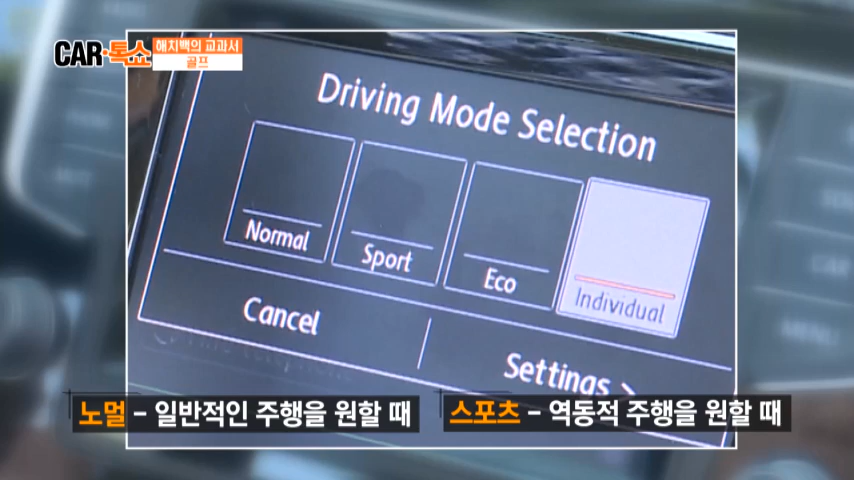 CAR·톡쇼
해치백의 교과서
골프
Driving Mode Selection
Normal
Sport
Eco
Individual
Cancel
Settings >
노멀 - 일반적인 주행을 원할 때
스포츠 - 역동적 주행을 원할 때